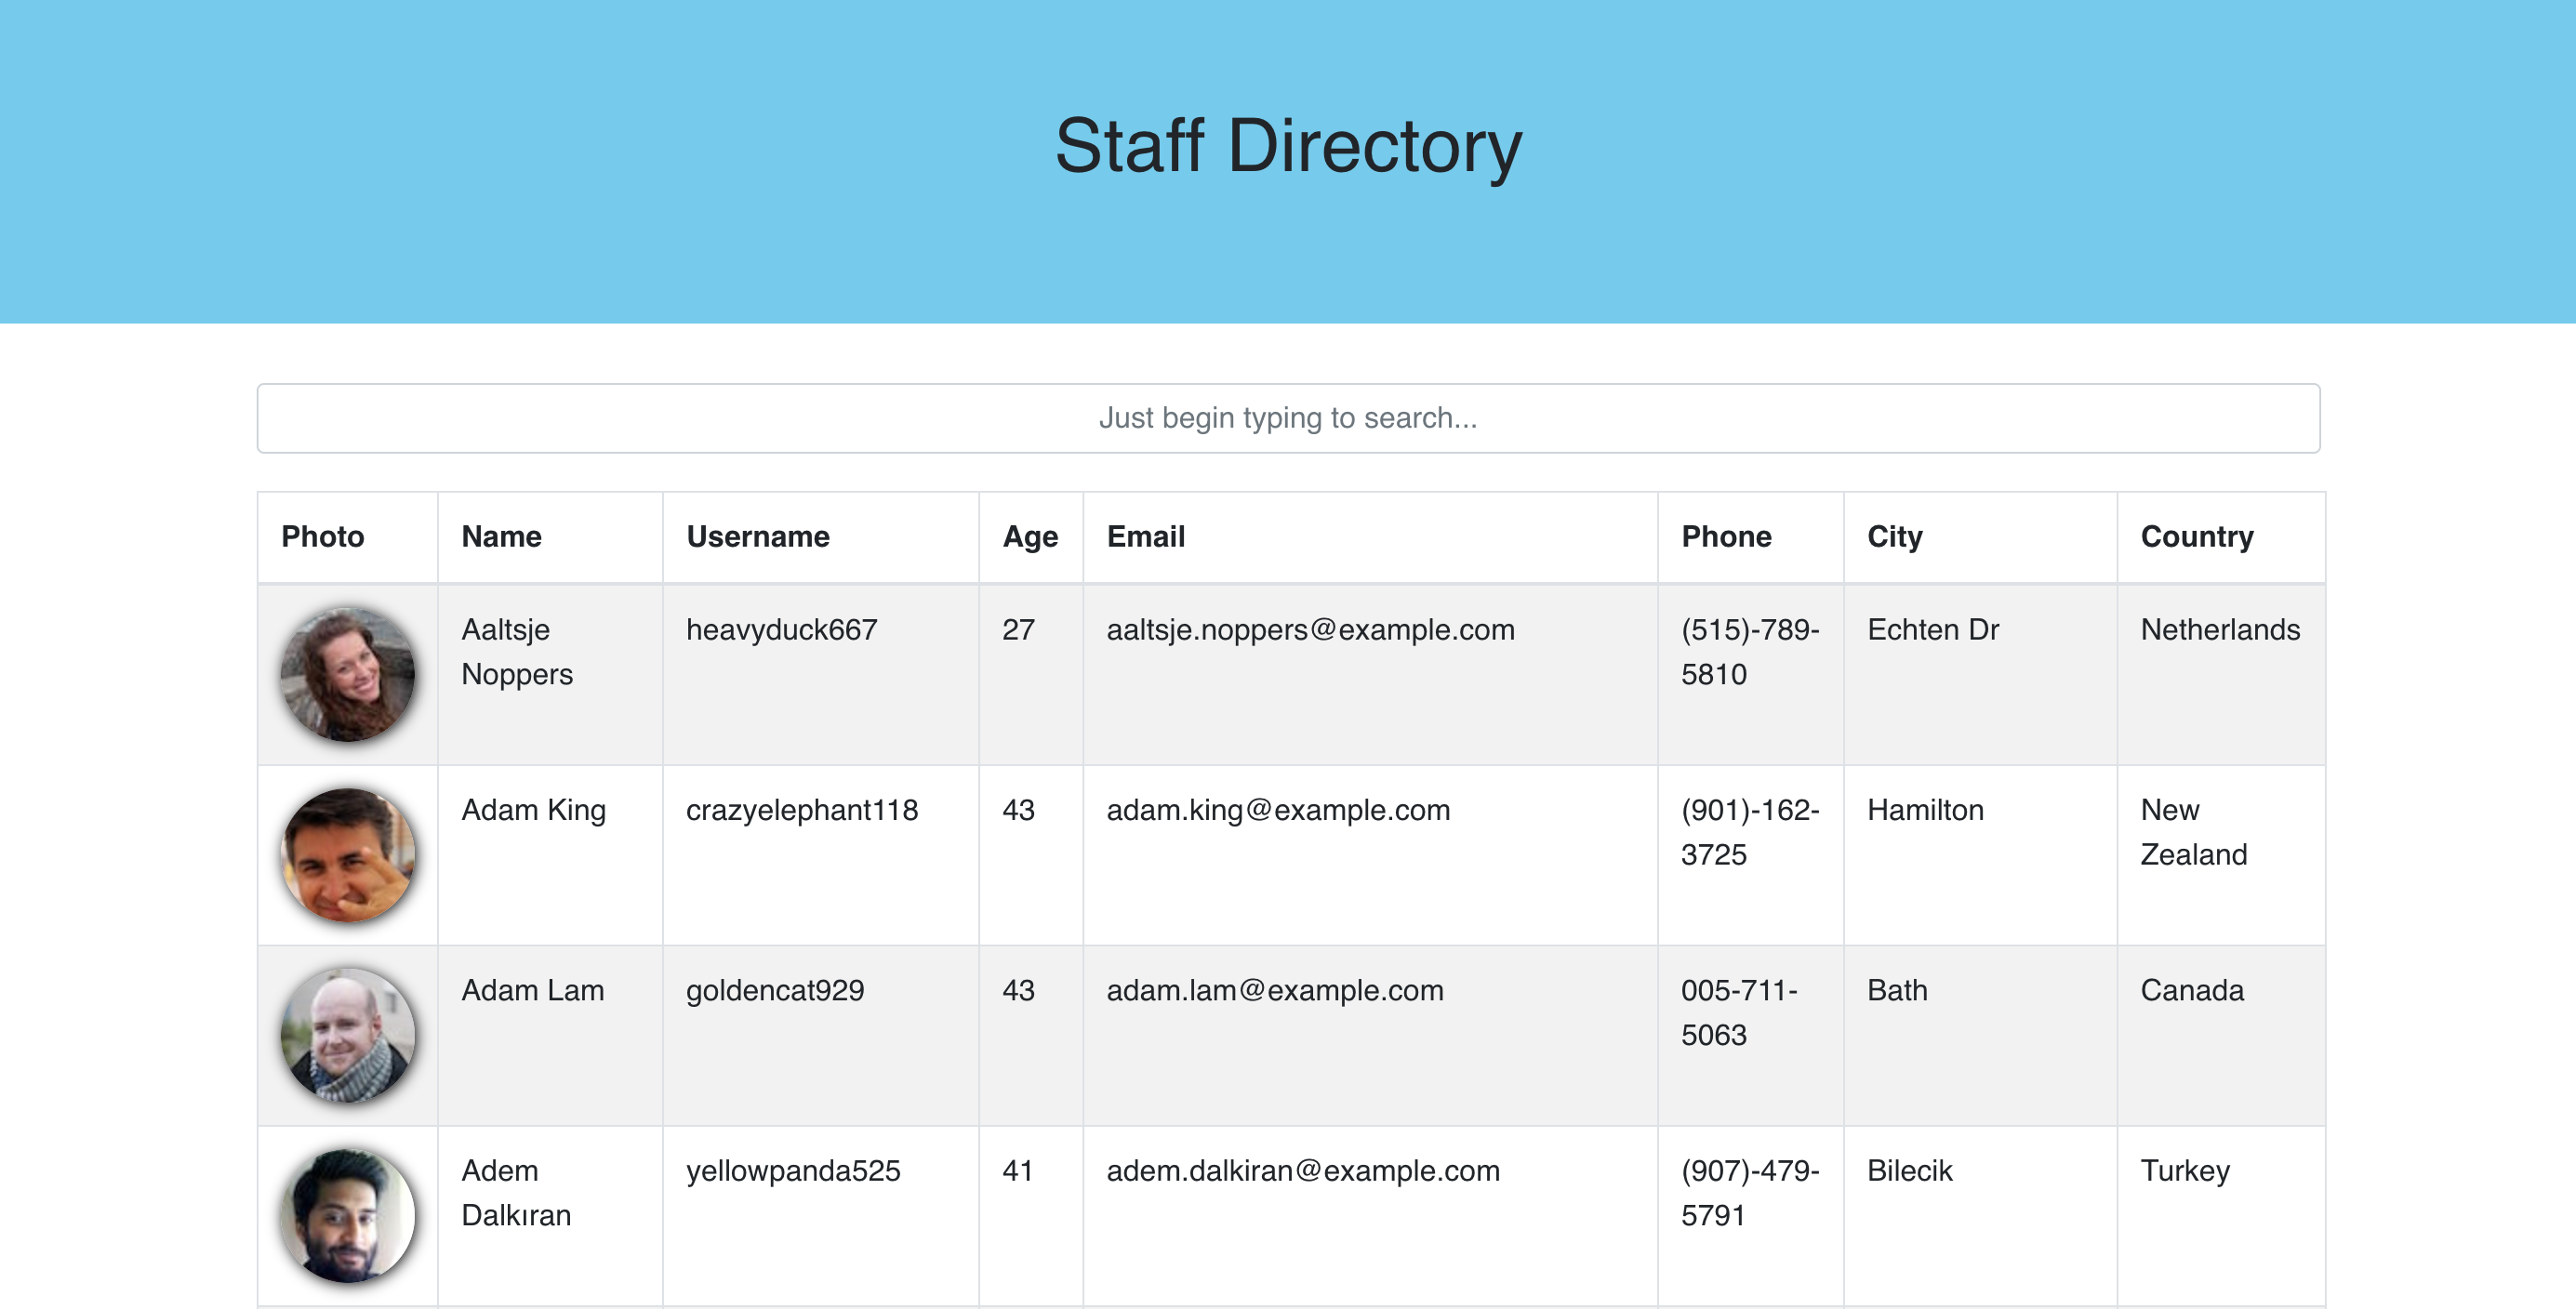 Staff Directory
Just begin typing to search...
Photo Name Username Age Email Phone City Country
Aaltsje heavyduck667 27 aaltsje.noppers@example.com (515)-789- Echten Dr Netherlands
Noppers 5810
Adam King crazyelephant118 43 adam.king@example.com (901)-162- Hamilton New
3725 Zealand
Adam Lam goldencat929 43 adam.lam@example.com 005-711- Bath Canada
5063
Adem yellowpanda525 41 adem.dalkiran@example.com (907)-479- Bilecik Turkey
Dalkıran 5791